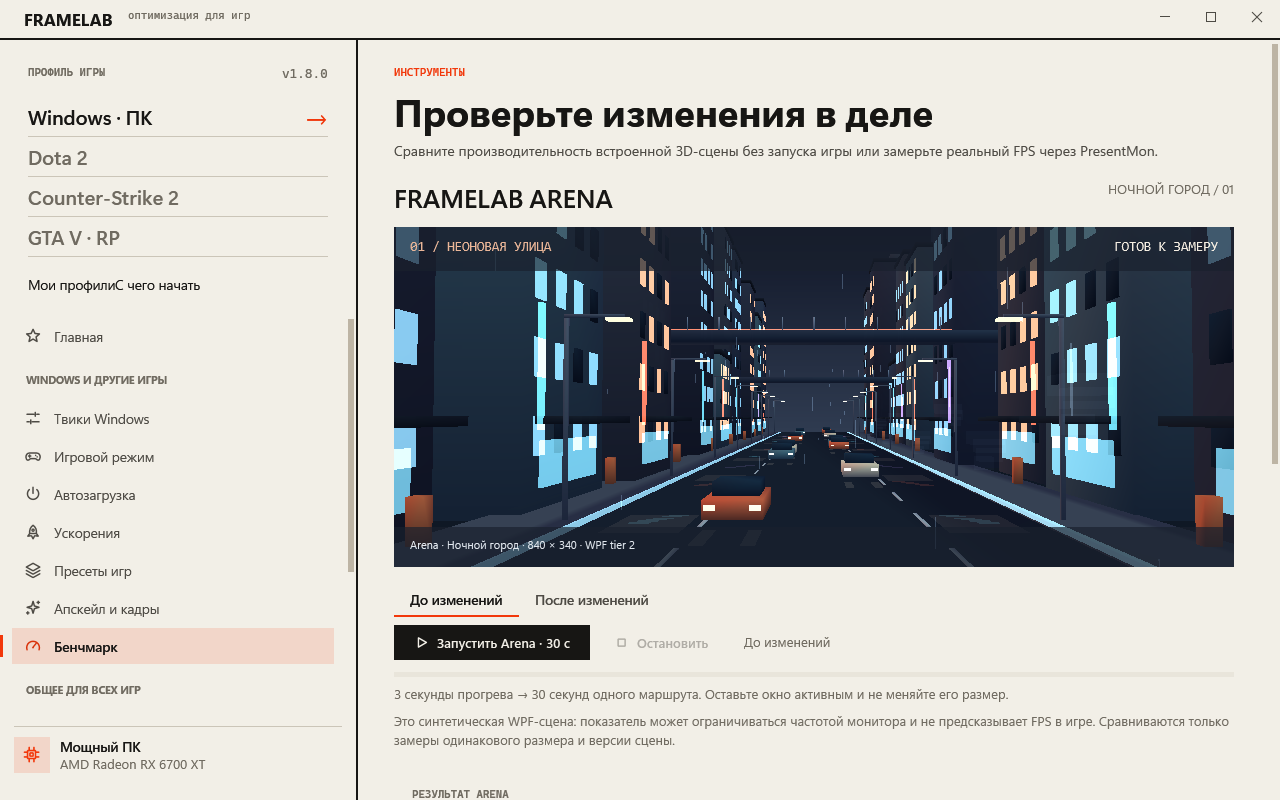 FRAMELAB оптимизация для игр
ПРОФИЛЬ ИГРЫ v1.8.0
Windows · ПК →
Dota 2
Counter-Strike 2
GTA V · RP
Мои профилиС чего начать
Главная
WINDOWS И ДРУГИЕ ИГРЫ
Твики Windows
Игровой режим
Автозагрузка
Ускорения
Пресеты игр
Апскейл и кадры
Бенчмарк
ОБЩЕЕ ДЛЯ ВСЕХ ИГР
Мощный ПК
AMD Radeon RX 6700 XT
ИНСТРУМЕНТЫ
Проверьте изменения в деле
Сравните производительность встроенной 3D-сцены без запуска игры или замерьте реальный FPS через PresentMon.
FRAMELAB ARENA
НОЧНОЙ ГОРОД / 01
01 / НЕОНОВАЯ УЛИЦА
ГОТОВ К ЗАМЕРУ
Arena · Ночной город · 840 × 340 · WPF tier 2
До изменений
После изменений
Запустить Arena · 30 с
Остановить
До изменений
3 секунды прогрева → 30 секунд одного маршрута. Оставьте окно активным и не меняйте его размер.
Это синтетическая WPF-сцена: показатель может ограничиваться частотой монитора и не предсказывает FPS в игре. Сравниваются только
замеры одинакового размера и версии сцены.
РЕЗУЛЬТАТ ARENA